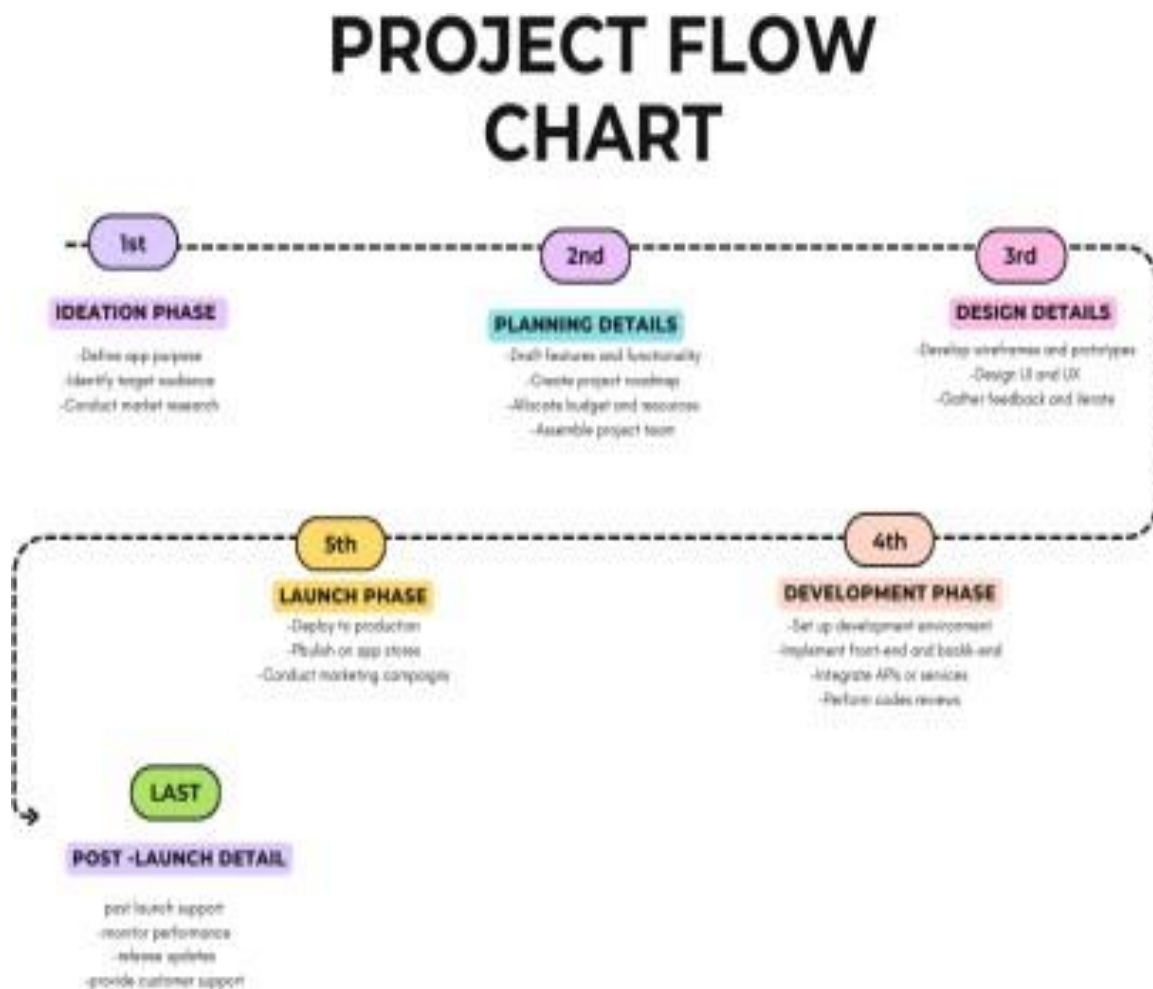 PROJECT FLOW
CHART
1st
2nd
3rd
IDEATION PHASE
-Define app purpose
-Identify target audience
-Conduct market research
PLANNING DETAILS
-Draft features and functionality
-Create project roadmap
-Allocate budget and resources
-Assemble project team
DESIGN DETAILS
-Develop wireframes and prototypes
-Design UI and UX
-Gather feedback and iterate
4th
DEVELOPMENT PHASE
-Set up development environment
-Implement front-end and backk-end
-Integrate APIs or services
-Perform codes reviews
5th
LAUNCH PHASE
-Deploy to production
-Pbulish on app stores
-Conduct marketing campaigns
LAST
POST -LAUNCH DETAIL
post launch support
-monitor performance
-release updates
-provide customer support